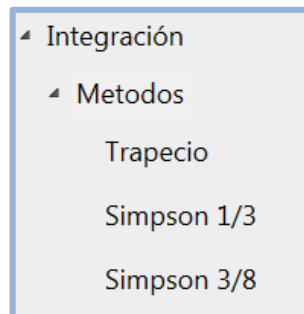 Integración
Metodos
Trapecio
Simpson 1/3
Simpson 3/8